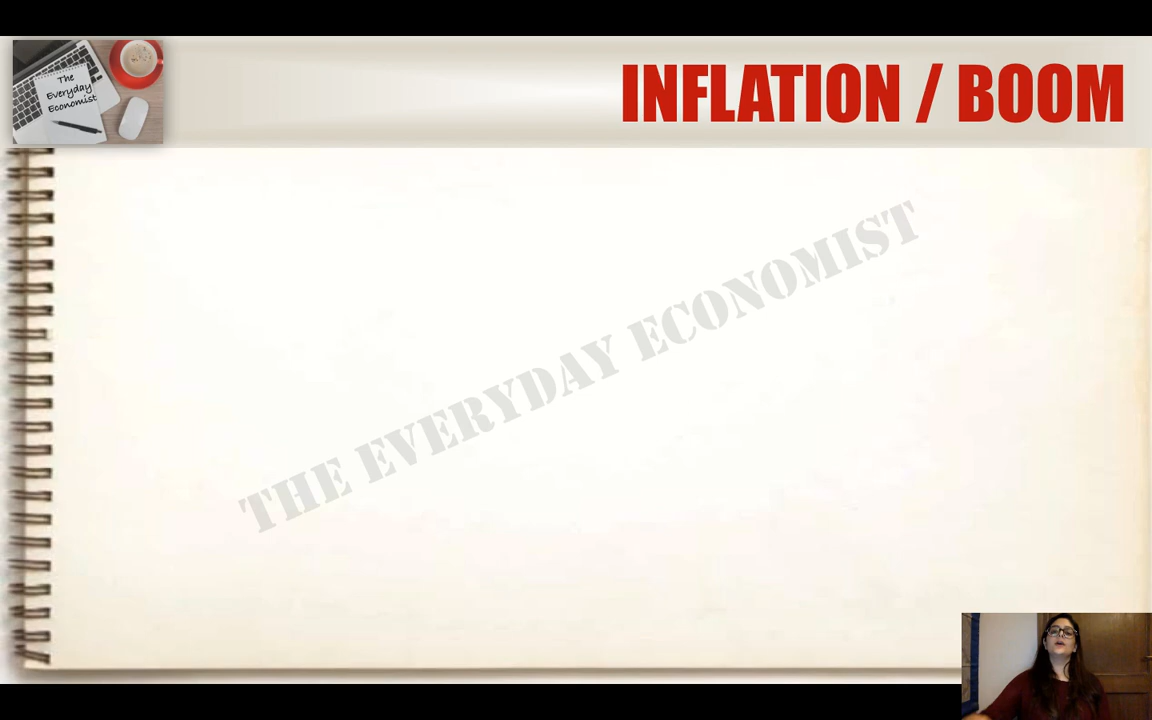 The
Everyday
Economist
INFLATION / BOOM
THE EVERYDAY ECONOMIST